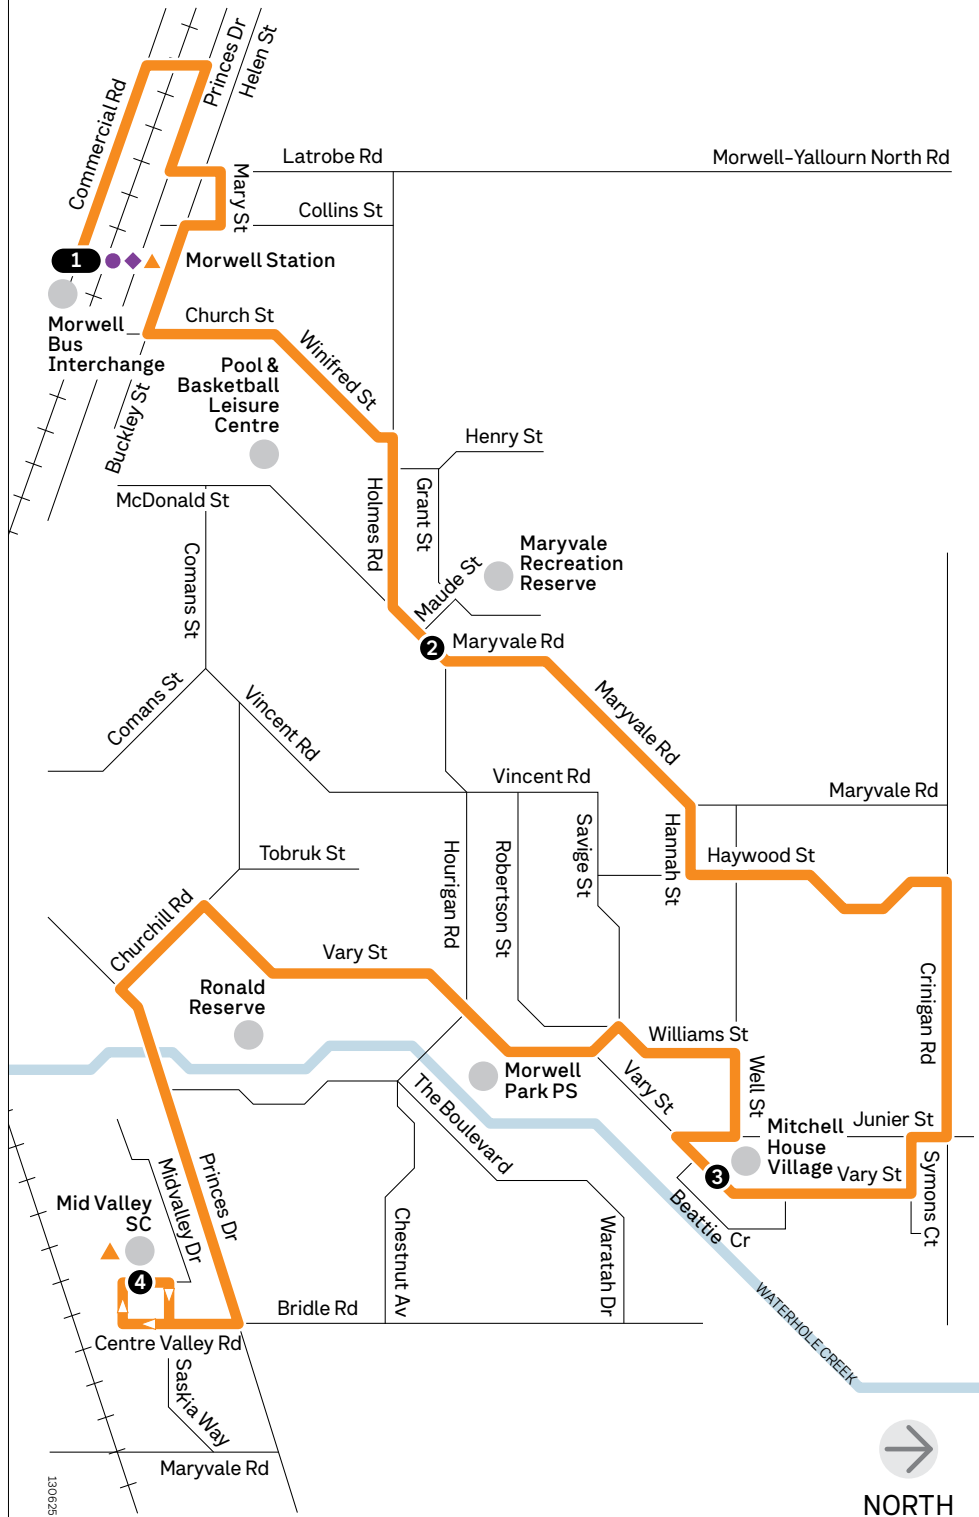 Princes Dr
Helen St
Commercial Rd
Latrobe Rd
Morwell-Yallourn North Rd
Mary St
Collins St
1
Morwell Station
Morwell
Bus
Interchange
Church St
Winifred St
Pool &
Basketball
Leisure
Centre
Buckley St
Henry St
McDonald St
Holmes Rd
Grant St
Maryvale
Recreation
Reserve
Comans St
Maude St
2
Maryvale Rd
Comans St
Vincent Rd
Maryvale Rd
Vincent Rd
Maryvale Rd
Tobruk St
Hourigan Rd
Robertson St
Savige St
Hannah St
Haywood St
Churchill Rd
Vary St
Ronald
Reserve
Crinigan Rd
Williams St
Morwell
Park PS
Vary St
Well St
The Boulevard
Junier St
Mitchell
House
Village
3
Vary St
Symons Ct
Beattie Cr
Princes Dr
Midvalley Dr
Mid Valley
SC
4
Chestnut Av
Waratah Dr
Bridle Rd
Centre Valley Rd
WATERHOLE CREEK
Saskia Way
Maryvale Rd
130625
NORTH